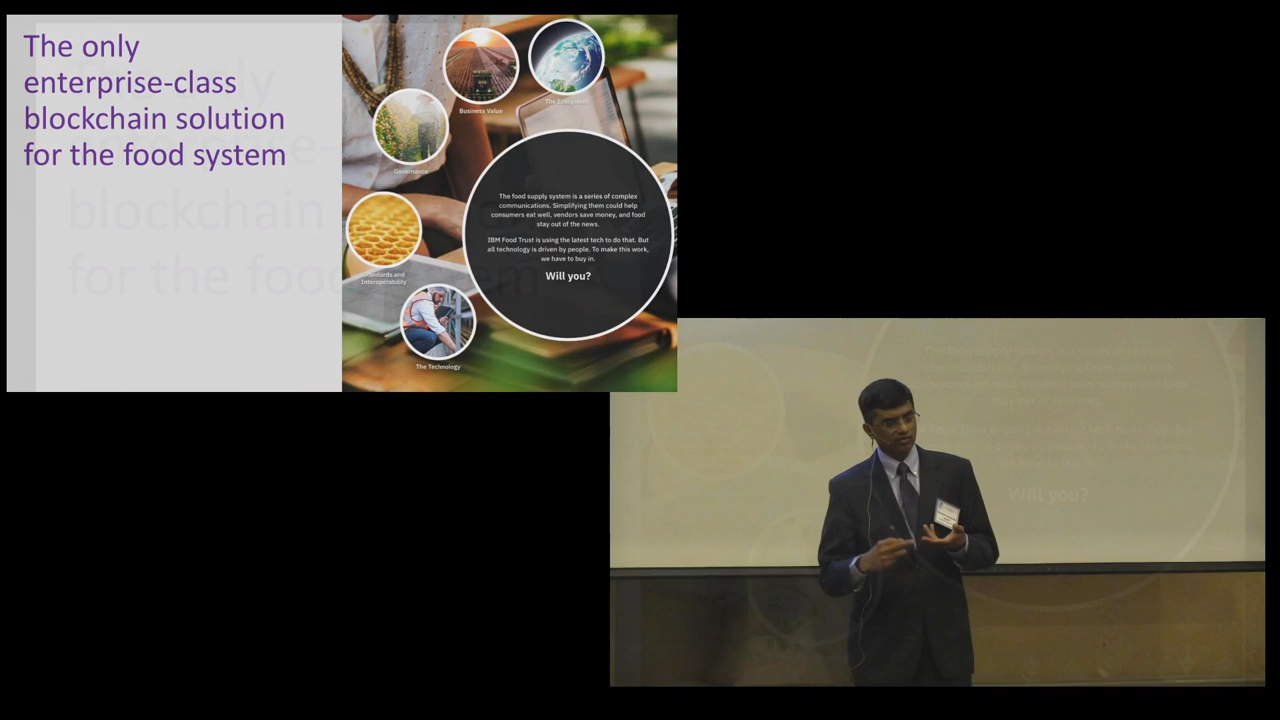 The only
enterprise-class
blockchain solution
for the food system
Business Value
The Ecosystem
Governance
Standards and
Interoperability
The Technology
The food supply system is a series of complex
communications. Simplifying them could help
consumers eat well, vendors save money, and food
stay out of the news.
IBM Food Trust is using the latest tech to do that. But
all technology is driven by people. To make this work,
we have to buy in.
Will you?
Will you?